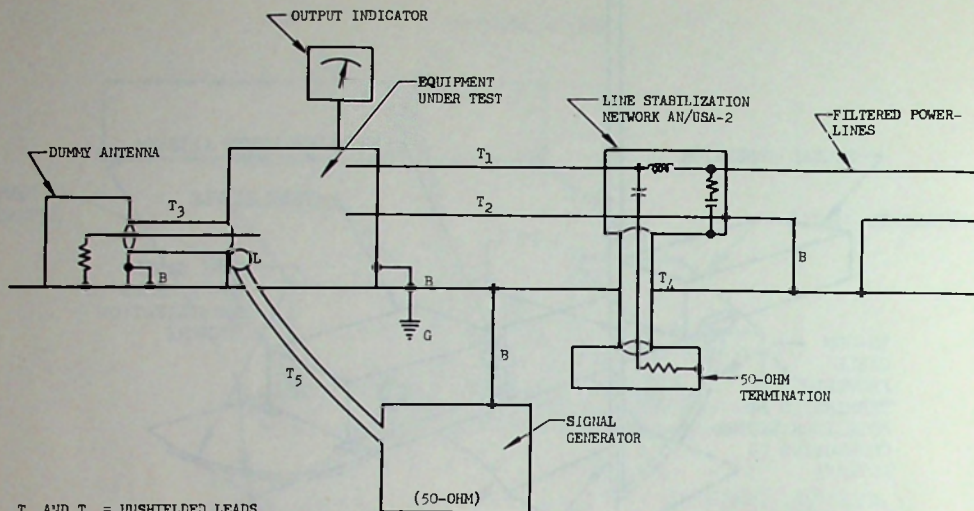 OUTPUT INDICATOR
EQUIPMENT
UNDER TEST
LINE STABILIZATION
NETWORK AN/USA-2
FILTERED POWER-
LINES
DUMMY ANTENNA
T1
T3
T2
L
B
B
B
T4
G
B
T5
50-OHM
TERMINATION
SIGNAL
GENERATOR
(50-OHM)
T AND T = UNSHIELDED LEADS